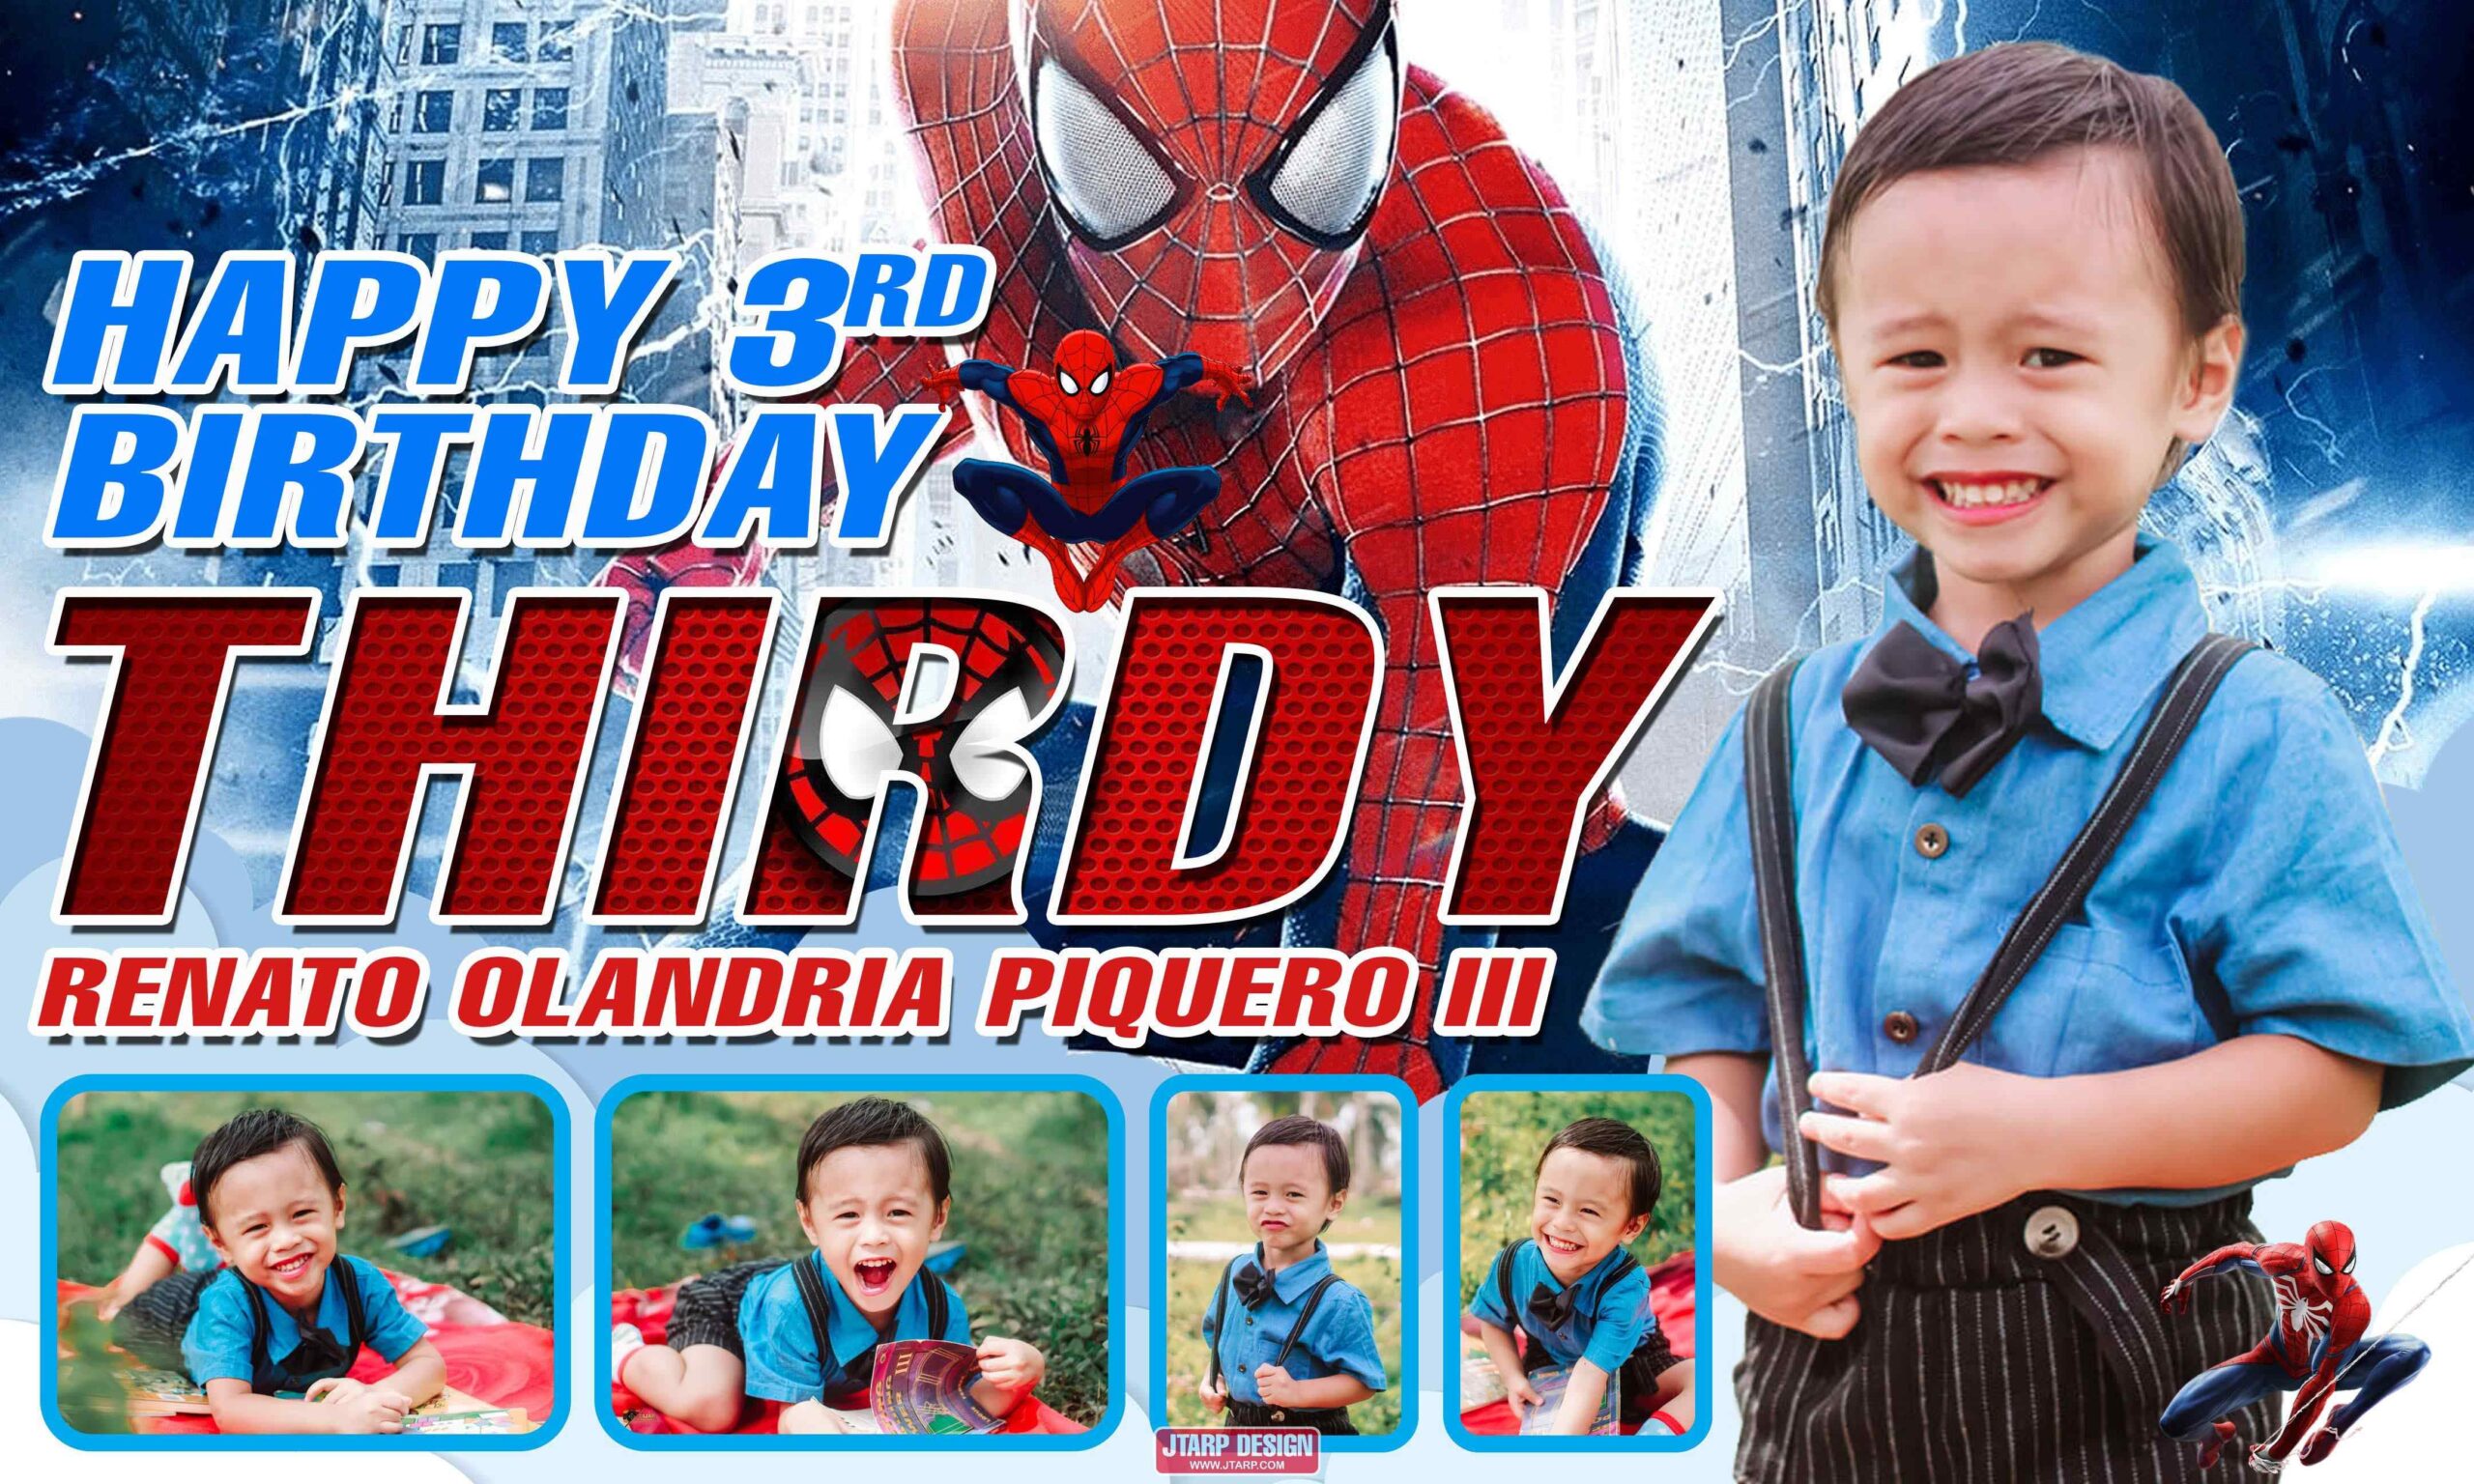 HAPPY 3RD
BIRTHDAY
THIRDY
RENATO OLANDRIA PIQUERO III
JTARP DESIGN
WWW.JTARP.COM